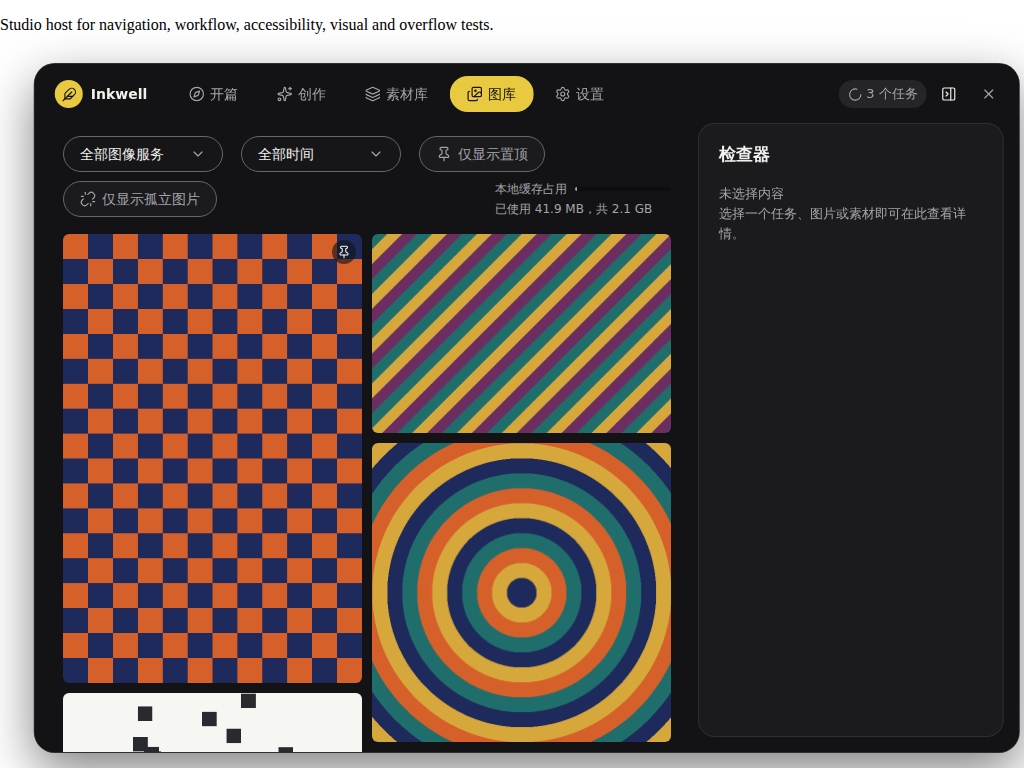 Studio host for navigation, workflow, accessibility, visual and overflow tests.
Inkwell
开篇
创作
素材库
图库
设置
3 个任务
全部图像服务
全部时间
仅显示置顶
仅显示孤立图片
本地缓存占用
已使用 41.9 MB，共 2.1 GB
检查器
未选择内容
选择一个任务、图片或素材即可在此查看详
情。